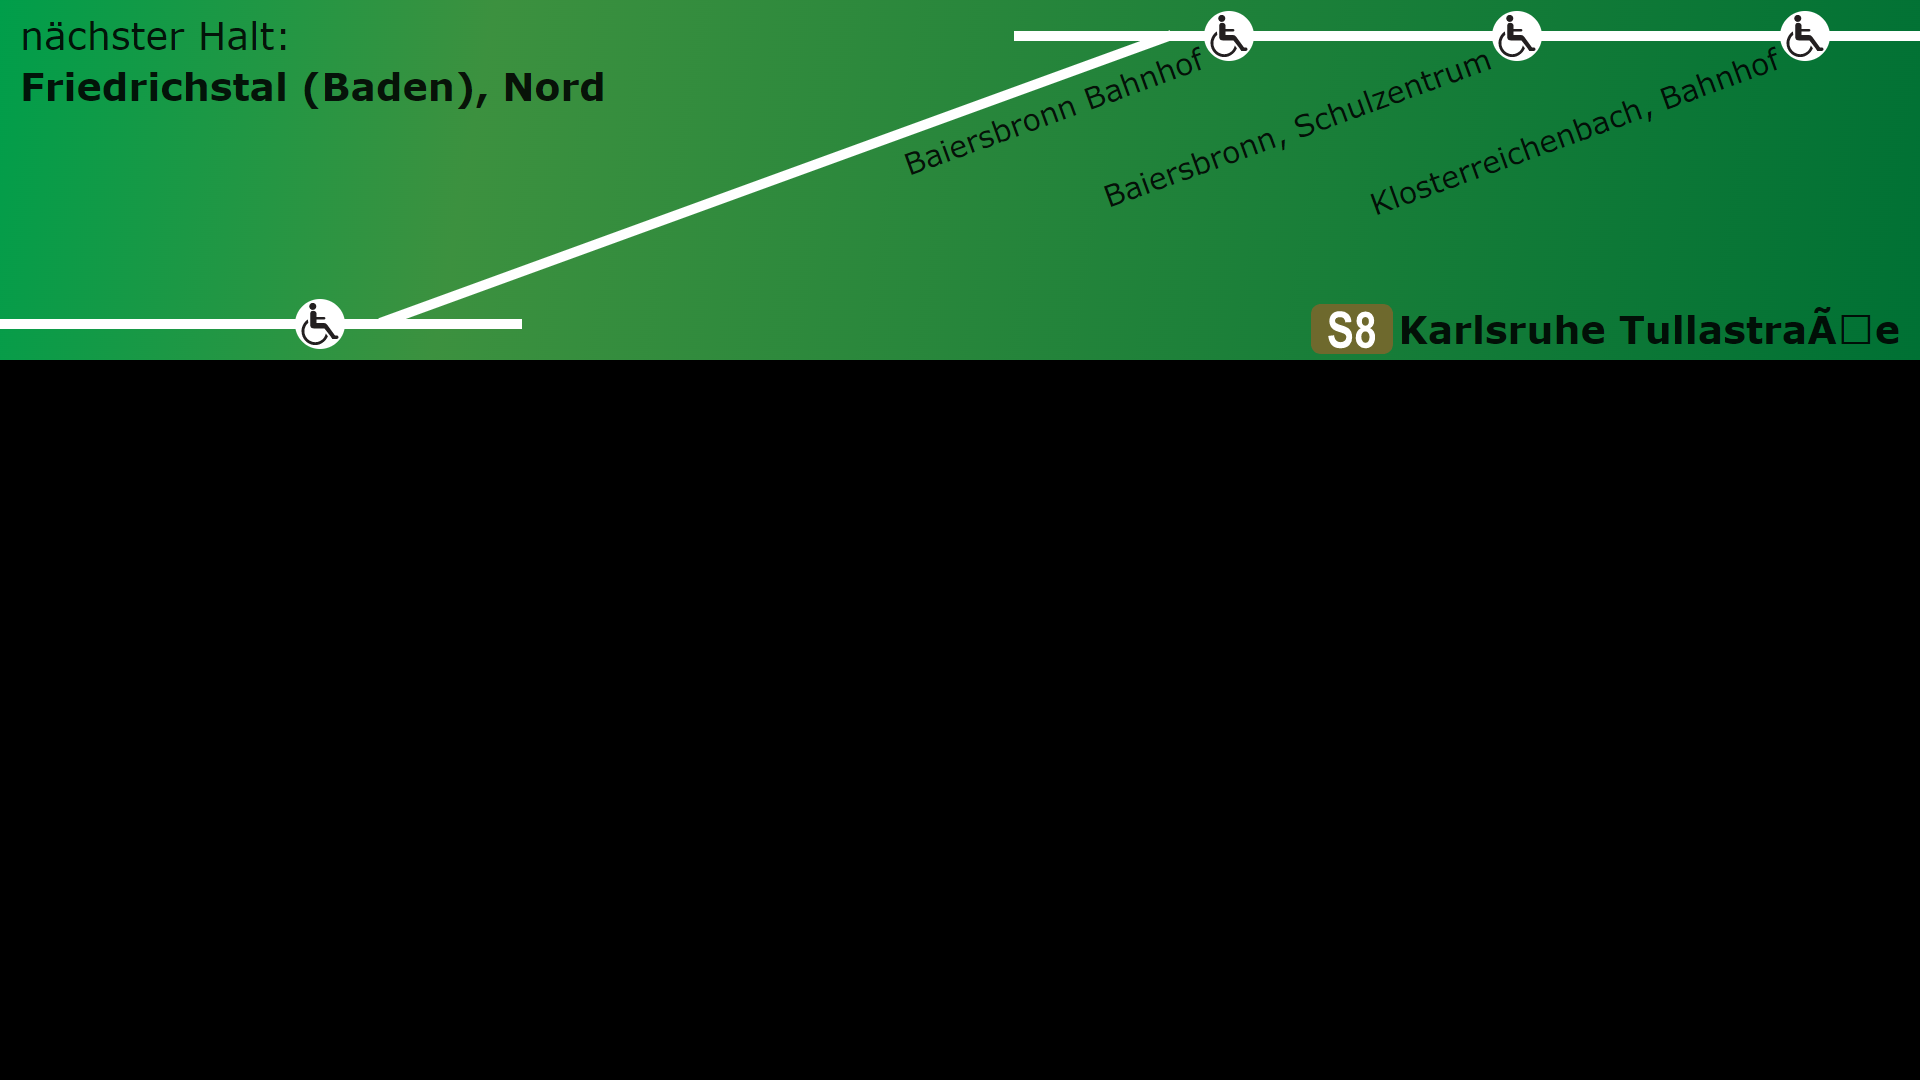 nächster Halt:
Friedrichstal (Baden), Nord
Baiersbronn Bahnhof
Baiersbronn, Schulzentrum
Klosterreichenbach, Bahnhof
S8 Karlsruhe TullastraÃ□e